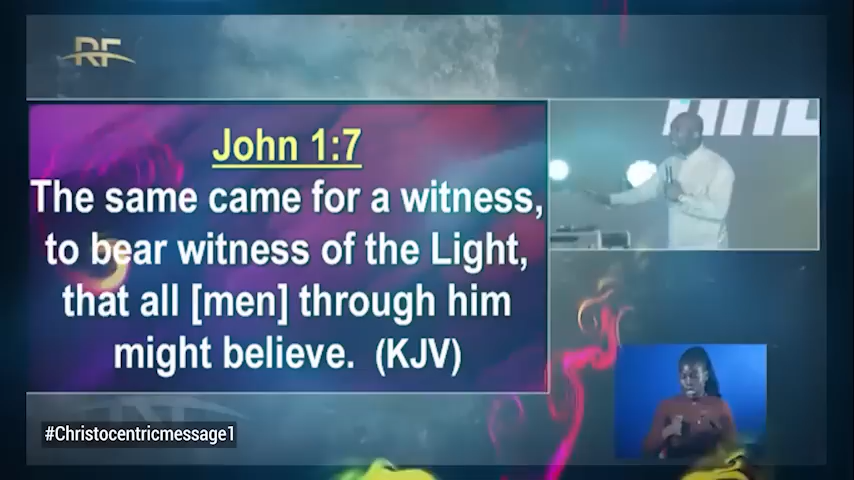 RF
John 1:7
The same came for a witness,
to bear witness of the Light,
that all [men] through him
might believe. (KJV)
#Christocentricmessage1